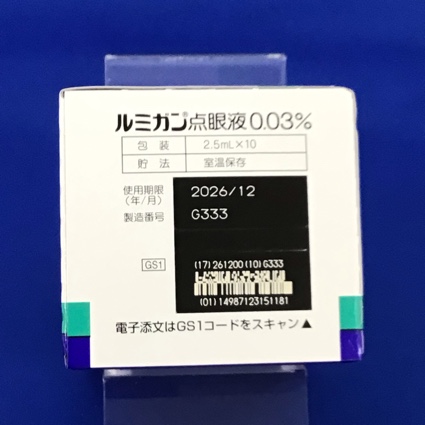 ルミガン点眼液0.03%
包装 2.5mL×10
貯法 室温保存
使用期限 2026/12
(年/月)
製造番号 G333
GS1 (17)261200(10)G333
(01)14987123151181
電子添文はGS1コードをスキャン▲